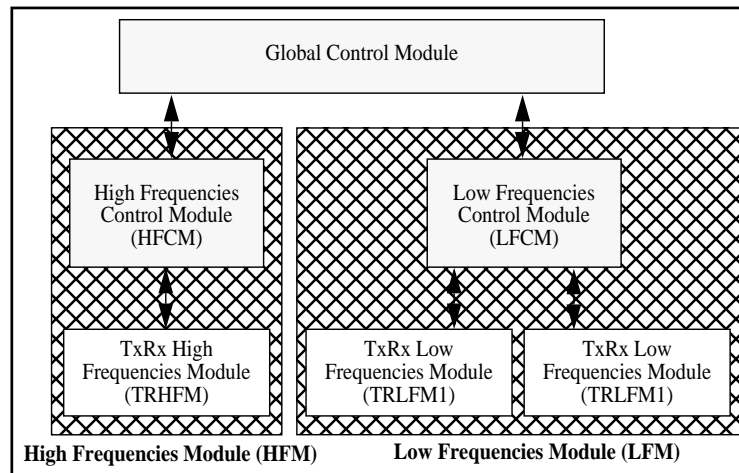 Global Control Module
High Frequencies
Control Module
(HFCM)
Low Frequencies
Control Module
(LFCM)
TxRx High
Frequencies Module
(TRHFM)
TxRx Low
Frequencies Module
(TRLFM1)
TxRx Low
Frequencies Module
(TRLFM1)
High Frequencies Module (HFM)
Low Frequencies Module (LFM)